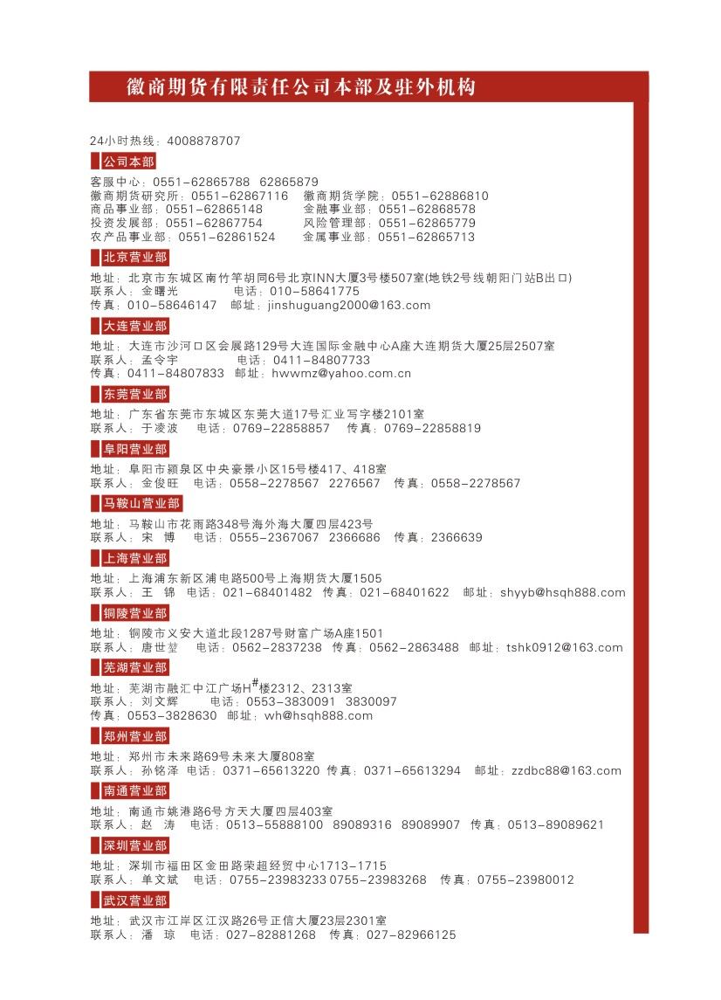 徽商期货有限责任公司本部及驻外机构
24小时热线：4008878707
公司本部
客服中心：0551-62865788 62865879
徽商期货研究所：0551-62867116 徽商期货学院：0551-62886810
商品事业部：0551-62865148 金融事业部：0551-62868578
投资发展部：0551-62867754 风险管理部：0551-62865779
农产品事业部：0551-62861524 金属事业部：0551-62865713
北京营业部
地址：北京市东城区南竹竿胡同6号北京INN大厦3号楼507室(地铁2号线朝阳门站B出口)
联系人：金曙光 电话：010-58641775
传真：010-58646147 邮址：jinshuguang2000@163.com
大连营业部
地址：大连市沙河口区会展路129号大连国际金融中心A座大连期货大厦25层2507室
联系人：孟令宇 电话：0411-84807733
传真：0411-84807833 邮址：hwwmz@yahoo.com.cn
东莞营业部
地址：广东省东莞市东城区东莞大道17号汇业写字楼2101室
联系人：于凌波 电话：0769-22858857 传真：0769-22858819
阜阳营业部
地址：阜阳市颍泉区中央豪景小区15号楼417、418室
联系人：金俊旺 电话：0558-2278567 2276567 传真：0558-2278567
马鞍山营业部
地址：马鞍山市花雨路348号海外海大厦四层423号
联系人：宋 博 电话：0555-2367067 2366686 传真：2366639
上海营业部
地址：上海浦东新区浦电路500号上海期货大厦1505
联系人：王 锦 电话：021-68401482 传真：021-68401622 邮址：shyyb@hsqh888.com
铜陵营业部
地址：铜陵市义安大道北段1287号财富广场A座1501
联系人：唐世堃 电话：0562-2837238 传真：0562-2863488 邮址：tshk0912@163.com
芜湖营业部
地址：芜湖市融汇中江广场H#楼2312、2313室
联系人：刘文辉 电话：0553-3830091 3830097
传真：0553-3828630 邮址：wh@hsqh888.com
郑州营业部
地址：郑州市未来路69号未来大厦808室
联系人：孙铭泽 电话：0371-65613220 传真：0371-65613294 邮址：zzdbc88@163.com
南通营业部
地址：南通市姚港路6号方天大厦四层403室
联系人：赵 涛 电话：0513-55888100 89089316 89089907 传真：0513-89089621
深圳营业部
地址：深圳市福田区金田路荣超经贸中心1713-1715
联系人：单文斌 电话：0755-23983233 0755-23983268 传真：0755-23980012
武汉营业部
地址：武汉市江岸区江汉路26号正信大厦23层2301室
联系人：潘 琼 电话：027-82881268 传真：027-82966125